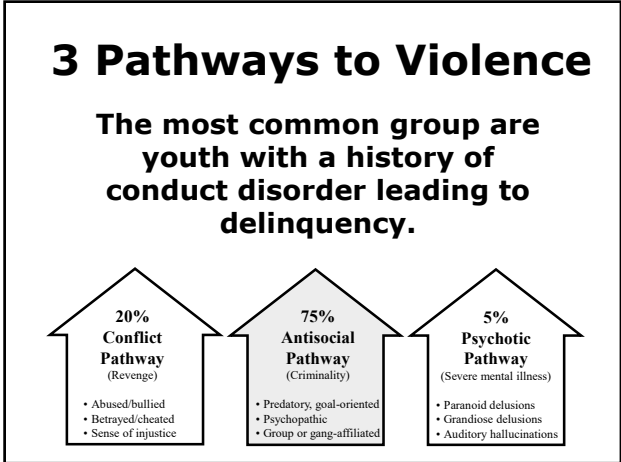 3 Pathways to Violence
The most common group are
youth with a history of
conduct disorder leading to
delinquency.
20%
Conflict
Pathway
(Revenge)
• Abused/bullied
• Betrayed/cheated
• Sense of injustice
75%
Antisocial
Pathway
(Criminality)
• Predatory, goal-oriented
• Psychopathic
• Group or gang-affiliated
5%
Psychotic
Pathway
(Severe mental illness)
• Paranoid delusions
• Grandiose delusions
• Auditory hallucinations